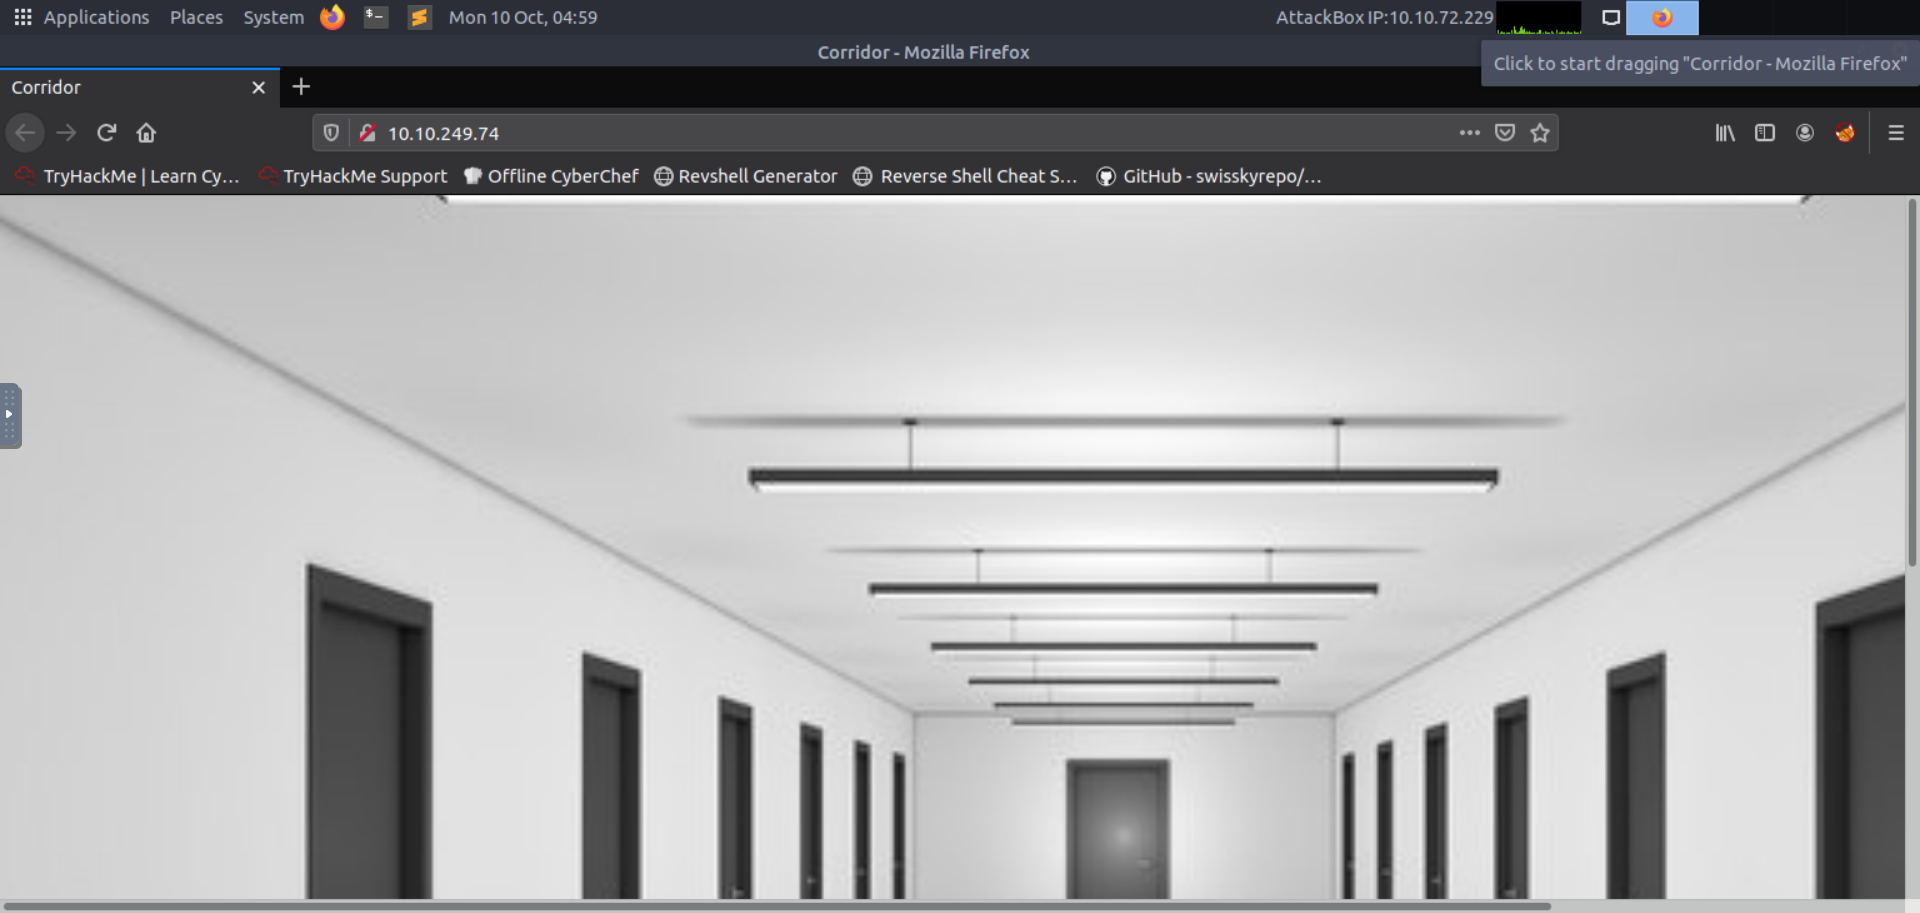 Applications Places System Mon 10 Oct, 04:59 AttackBox IP:10.10.72.229
Corridor - Mozilla Firefox
Click to start dragging "Corridor - Mozilla Firefox"
Corridor
10.10.249.74
TryHackMe | Learn Cy... TryHackMe Support Offline CyberChef Revshell Generator Reverse Shell Cheat S... GitHub - swisskyrepo/...